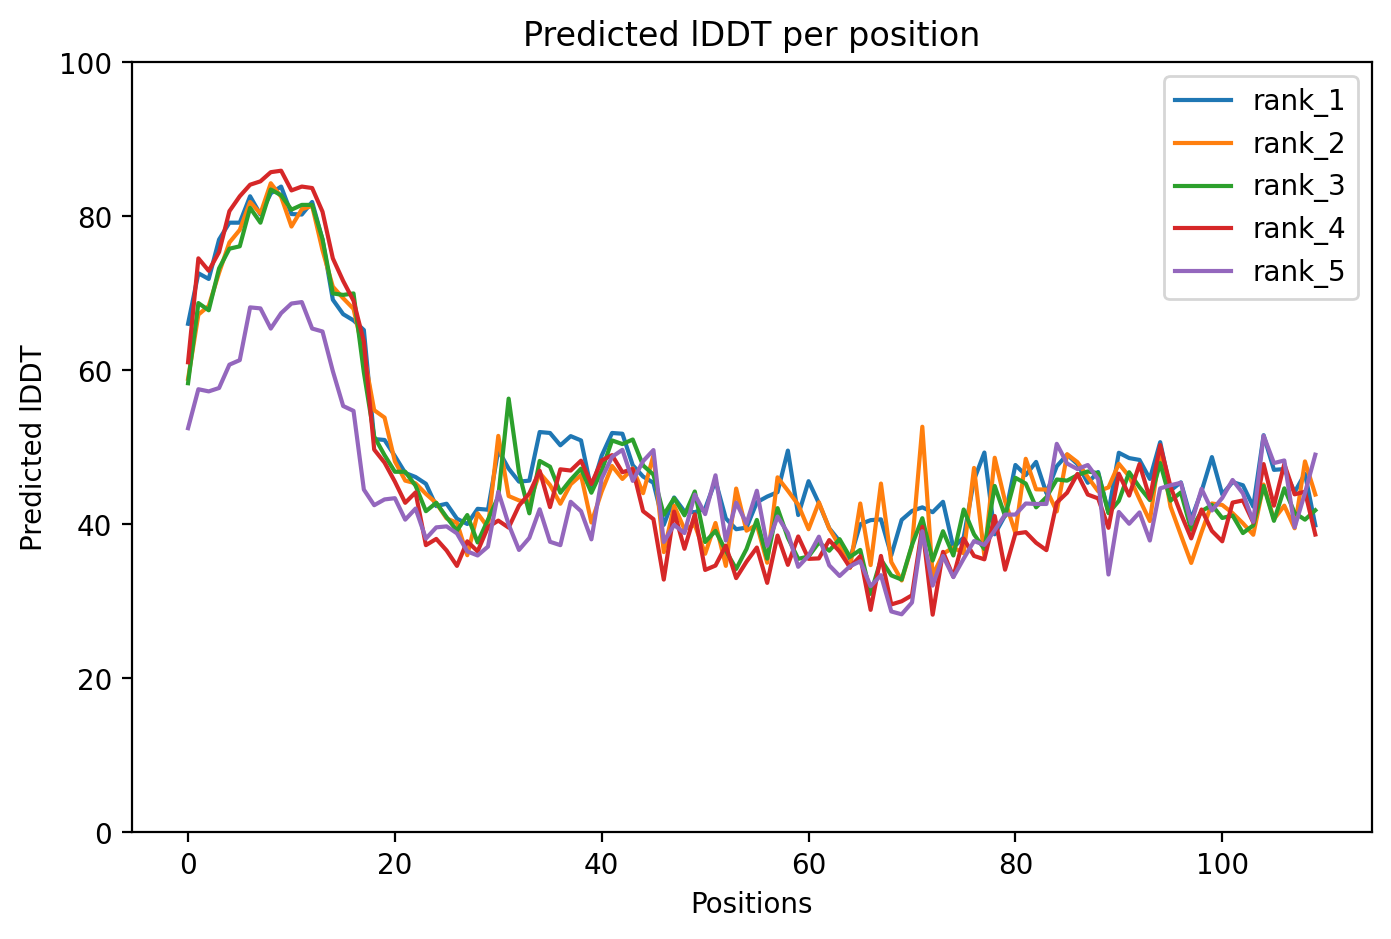 Predicted lDDT per position
Predicted lDDT
100
80
60
40
20
0
rank_1
rank_2
rank_3
rank_4
rank_5
0 20 40 60 80 100
Positions